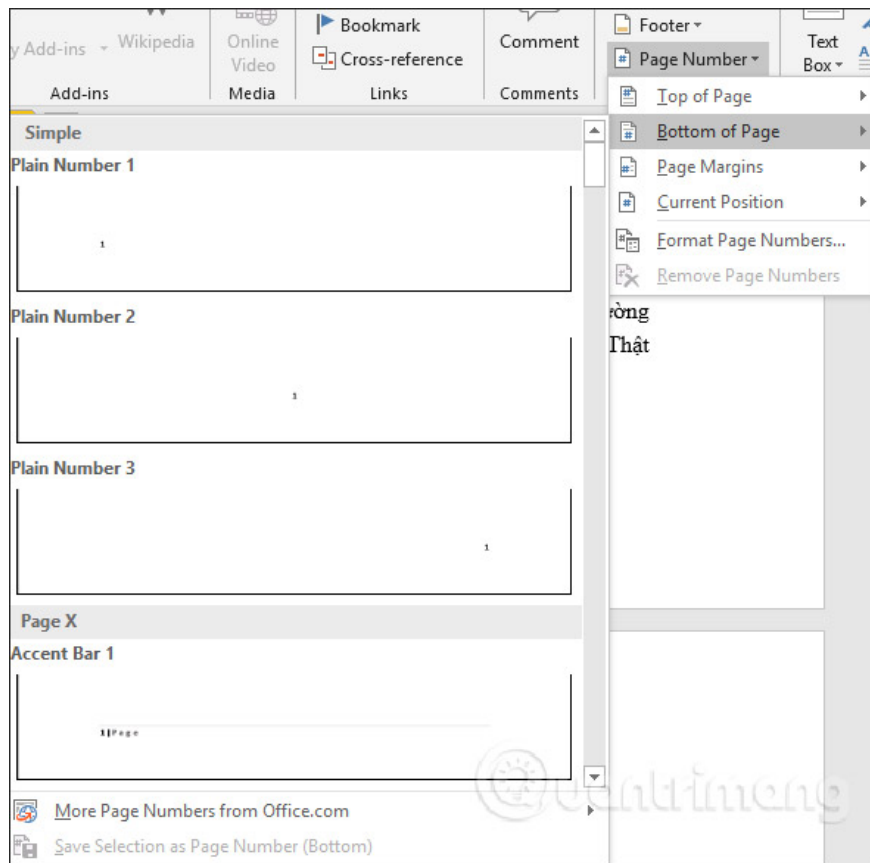 y Add-ins
Wikipedia
Online
Video
Bookmark
Cross-reference
Comment
Footer
Page Number
Text
Box
Add-ins
Media
Links
Comments
Top of Page
Bottom of Page
Page Margins
Current Position
Format Page Numbers...
Remove Page Numbers
Simple
Plain Number 1
1
Plain Number 2
1
Plain Number 3
1
Page X
Accent Bar 1
1|Page
More Page Numbers from Office.com
Save Selection as Page Number (Bottom)
ường
Thật
Quantrimang